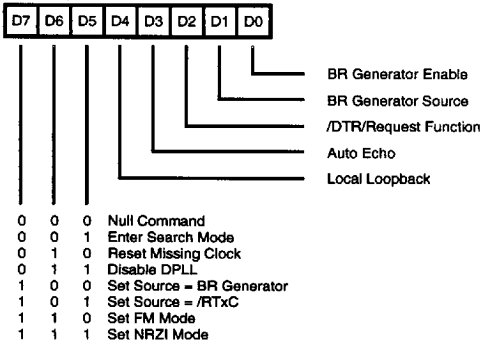 D7 D6 D5 D4 D3 D2 D1 D0
BR Generator Enable
BR Generator Source
/DTR/Request Function
Auto Echo
Local Loopback
0 0 0 Null Command
0 0 1 Enter Search Mode
0 1 0 Reset Missing Clock
0 1 1 Disable DPLL
1 0 0 Set Source = BR Generator
1 0 1 Set Source = /RTxC
1 1 0 Set FM Mode
1 1 1 Set NRZI Mode